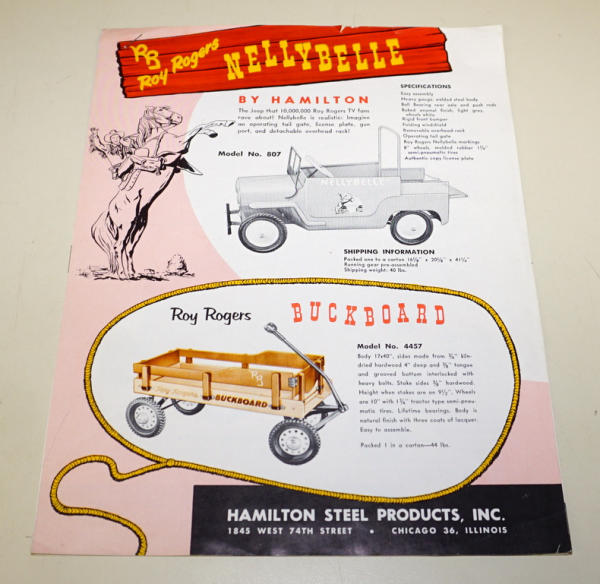 RR
Roy Rogers
NELLYBELLE
BY HAMILTON
The Jeep that 10,000,000 Roy Rogers TV fans
rave about! Nellybelle is realistic. Imagine
an operating tail gate, license plate, gun
port, and detachable overhead rack!
Model No. 807
SPECIFICATIONS
Easy assembly
Heavy gauge, welded steel body
Ball Bearing rear axle and push rods
Baked enamel finish, light grey,
wheels white
Rigid front bumper
Folding windshield
Removable overhead rack
Operating tail gate
Roy Rogers Nellybelle markings
8" wheels, molded rubber 1¼"
semi-pneumatic tires
Authentic copy license plate
NELLYBELLE
SHIPPING INFORMATION
Packed one to a carton 16⅛" x 20⅝" x 41½"
Running gear pre-assembled
Shipping weight: 40 lbs.
Roy Rogers BUCKBOARD
Model No. 4457
Body 17x40", sides made from ¾" kiln-
dried hardwood 4" deep and ⅝" tongue
and grooved bottom interlocked with
heavy bolts. Stake sides ⅜" hardwood.
Height when stakes are on 9½". Wheels
are 10" with 1¾" tractor type semi-pneu-
matic tires. Lifetime bearings. Body is
natural finish with three coats of lacquer.
Easy to assemble.
Packed 1 in a carton—44 lbs.
RR
Roy Rogers BUCKBOARD
HAMILTON STEEL PRODUCTS, INC.
1845 WEST 74TH STREET • CHICAGO 36, ILLINOIS